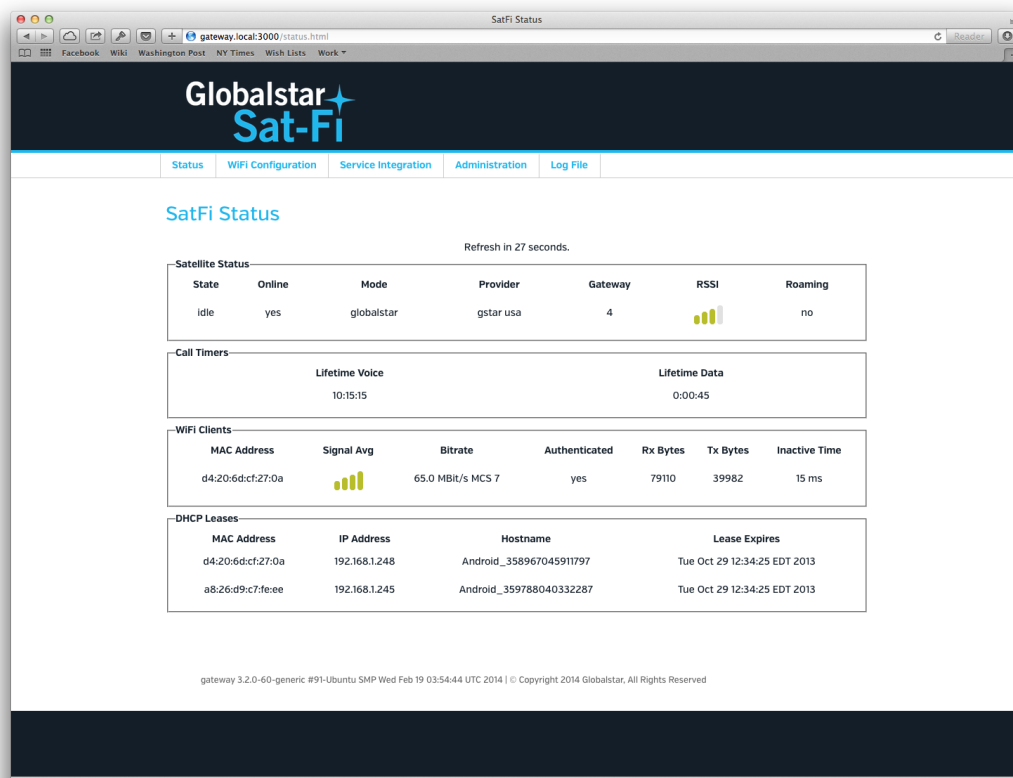 SatFi Status
gateway.local:3000/status.html
Reader
Facebook Wiki Washington Post NY Times Wish Lists Work
Globalstar
Sat-Fi
Status WiFi Configuration Service Integration Administration Log File
SatFi Status
Refresh in 27 seconds.
Satellite Status
State Online Mode Provider Gateway RSSI Roaming
idle yes globalstar gstar usa 4 no
Call Timers
Lifetime Voice Lifetime Data
10:15:15 0:00:45
WiFi Clients
MAC Address Signal Avg Bitrate Authenticated Rx Bytes Tx Bytes Inactive Time
d4:20:6d:cf:27:0a 65.0 MBit/s MCS 7 yes 79110 39982 15 ms
DHCP Leases
MAC Address IP Address Hostname Lease Expires
d4:20:6d:cf:27:0a 192.168.1.248 Android_358967045911797 Tue Oct 29 12:34:25 EDT 2013
a8:26:d9:c7:fe:ee 192.168.1.245 Android_359788040332287 Tue Oct 29 12:34:25 EDT 2013
gateway 3.2.0-60-generic #91-Ubuntu SMP Wed Feb 19 03:54:44 UTC 2014 | © Copyright 2014 Globalstar, All Rights Reserved